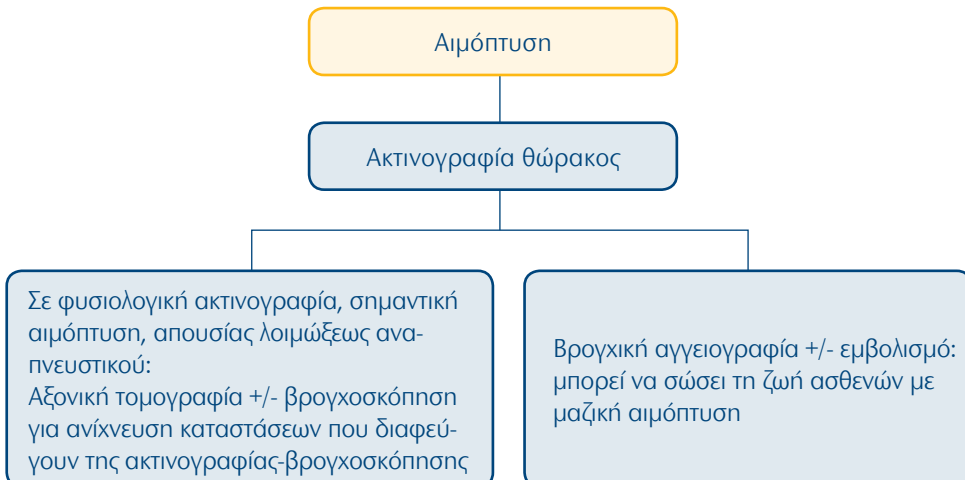 Αιμόπτυση
Ακτινογραφία θώρακος
Σε φυσιολογική ακτινογραφία, σημαντική
αιμόπτυση, απουσίας λοιμώξεως ανα-
πνευστικού:
Αξονική τομογραφία +/- βρογχοσκόπηση
για ανίχνευση καταστάσεων που διαφεύ-
γουν της ακτινογραφίας-βρογχοσκόπησης
Βρογχική αγγειογραφία +/- εμβολισμό:
μπορεί να σώσει τη ζωή ασθενών με
μαζική αιμόπτυση